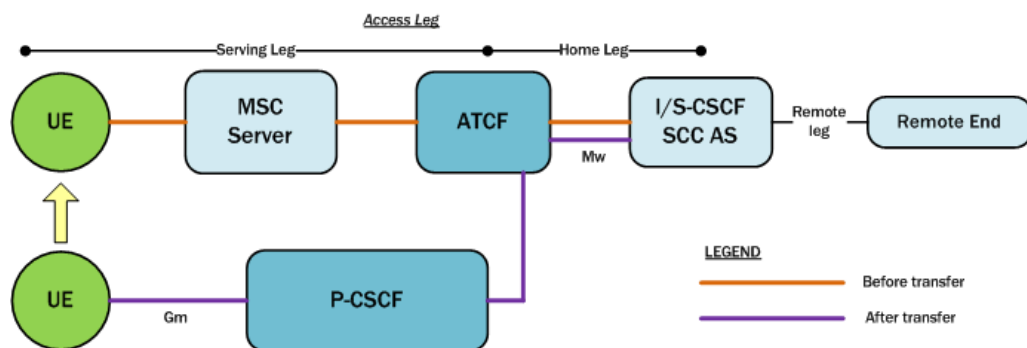 Access Leg
Serving Leg
Home Leg
UE
MSC
Server
ATCF
I/S-CSCF
SCC AS
Remote
leg
Remote End
Mw
UE
Gm
P-CSCF
LEGEND
Before transfer
After transfer